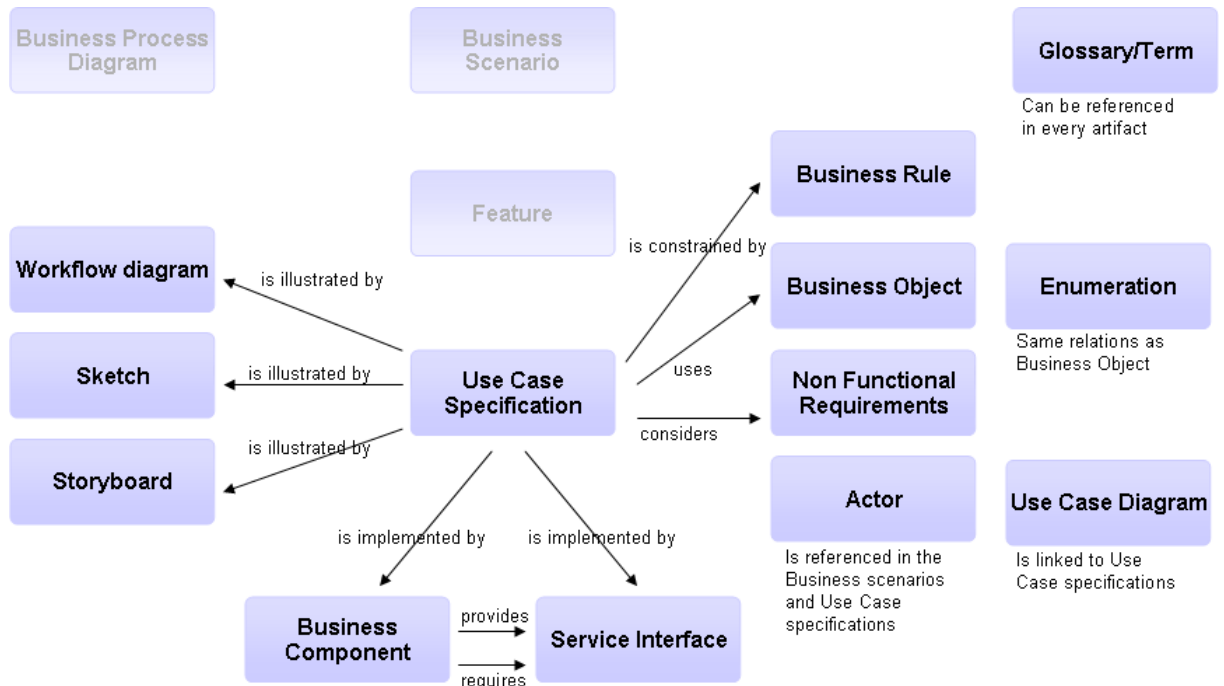 Business Process
Diagram
Business
Scenario
Glossary/Term
Can be referenced
in every artifact
Business Rule
Feature
is constrained by
Workflow diagram
is illustrated by
Business Object
Enumeration
Same relations as
Business Object
Sketch
is illustrated by
Use Case
Specification
uses
Non Functional
Requirements
considers
is illustrated by
Storyboard
Actor
Use Case Diagram
is implemented by
is implemented by
Is referenced in the
Business scenarios
and Use Case
specifications
Is linked to Use
Case specifications
Business
Component
provides
requires
Service Interface